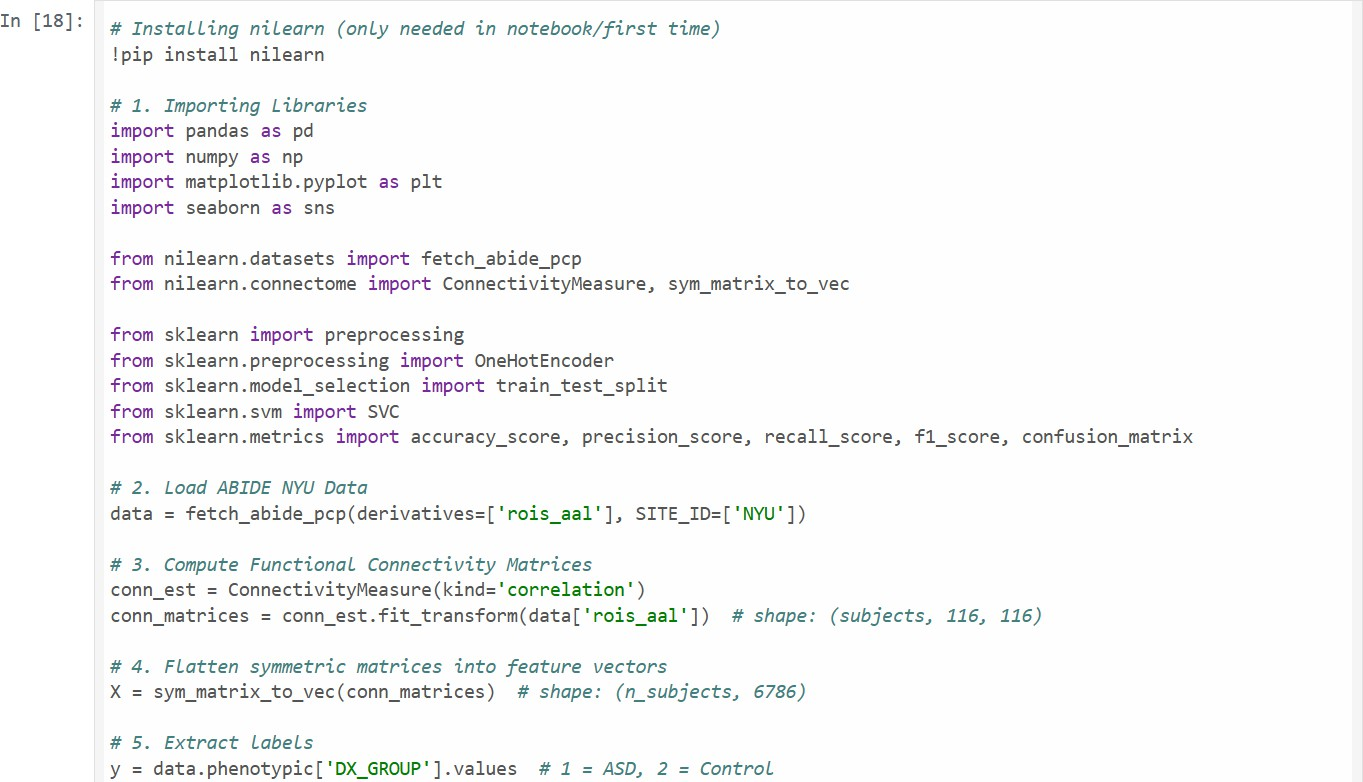 In [18]:
# Installing nilearn (only needed in notebook/first time)
!pip install nilearn
# 1. Importing Libraries
import pandas as pd
import numpy as np
import matplotlib.pyplot as plt
import seaborn as sns
from nilearn.datasets import fetch_abide_pcp
from nilearn.connectome import ConnectivityMeasure, sym_matrix_to_vec
from sklearn import preprocessing
from sklearn.preprocessing import OneHotEncoder
from sklearn.model_selection import train_test_split
from sklearn.svm import SVC
from sklearn.metrics import accuracy_score, precision_score, recall_score, f1_score, confusion_matrix
# 2. Load ABIDE NYU Data
data = fetch_abide_pcp(derivatives=['rois_aal'], SITE_ID=['NYU'])
# 3. Compute Functional Connectivity Matrices
conn_est = ConnectivityMeasure(kind='correlation')
conn_matrices = conn_est.fit_transform(data['rois_aal'])  # shape: (subjects, 116, 116)
# 4. Flatten symmetric matrices into feature vectors
X = sym_matrix_to_vec(conn_matrices)  # shape: (n_subjects, 6786)
# 5. Extract labels
y = data.phenotypic['DX_GROUP'].values  # 1 = ASD, 2 = Control